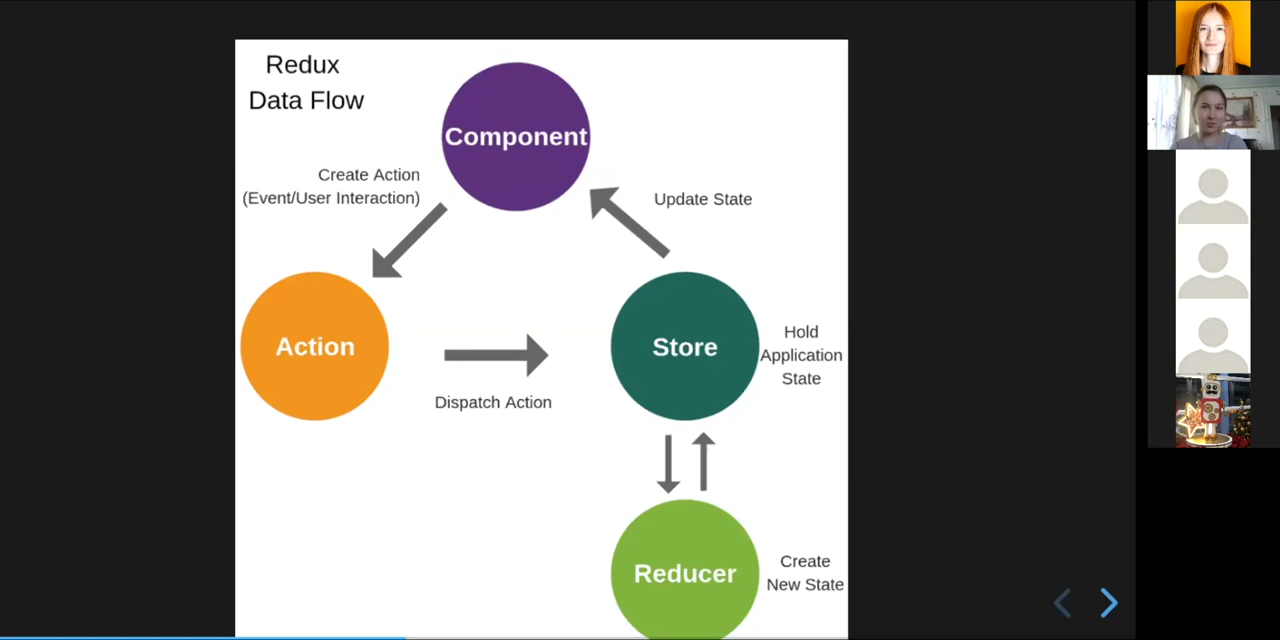 Redux
Data Flow
Component
Create Action
(Event/User Interaction)
Update State
Action
Dispatch Action
Store
Hold
Application
State
Reducer
Create
New State